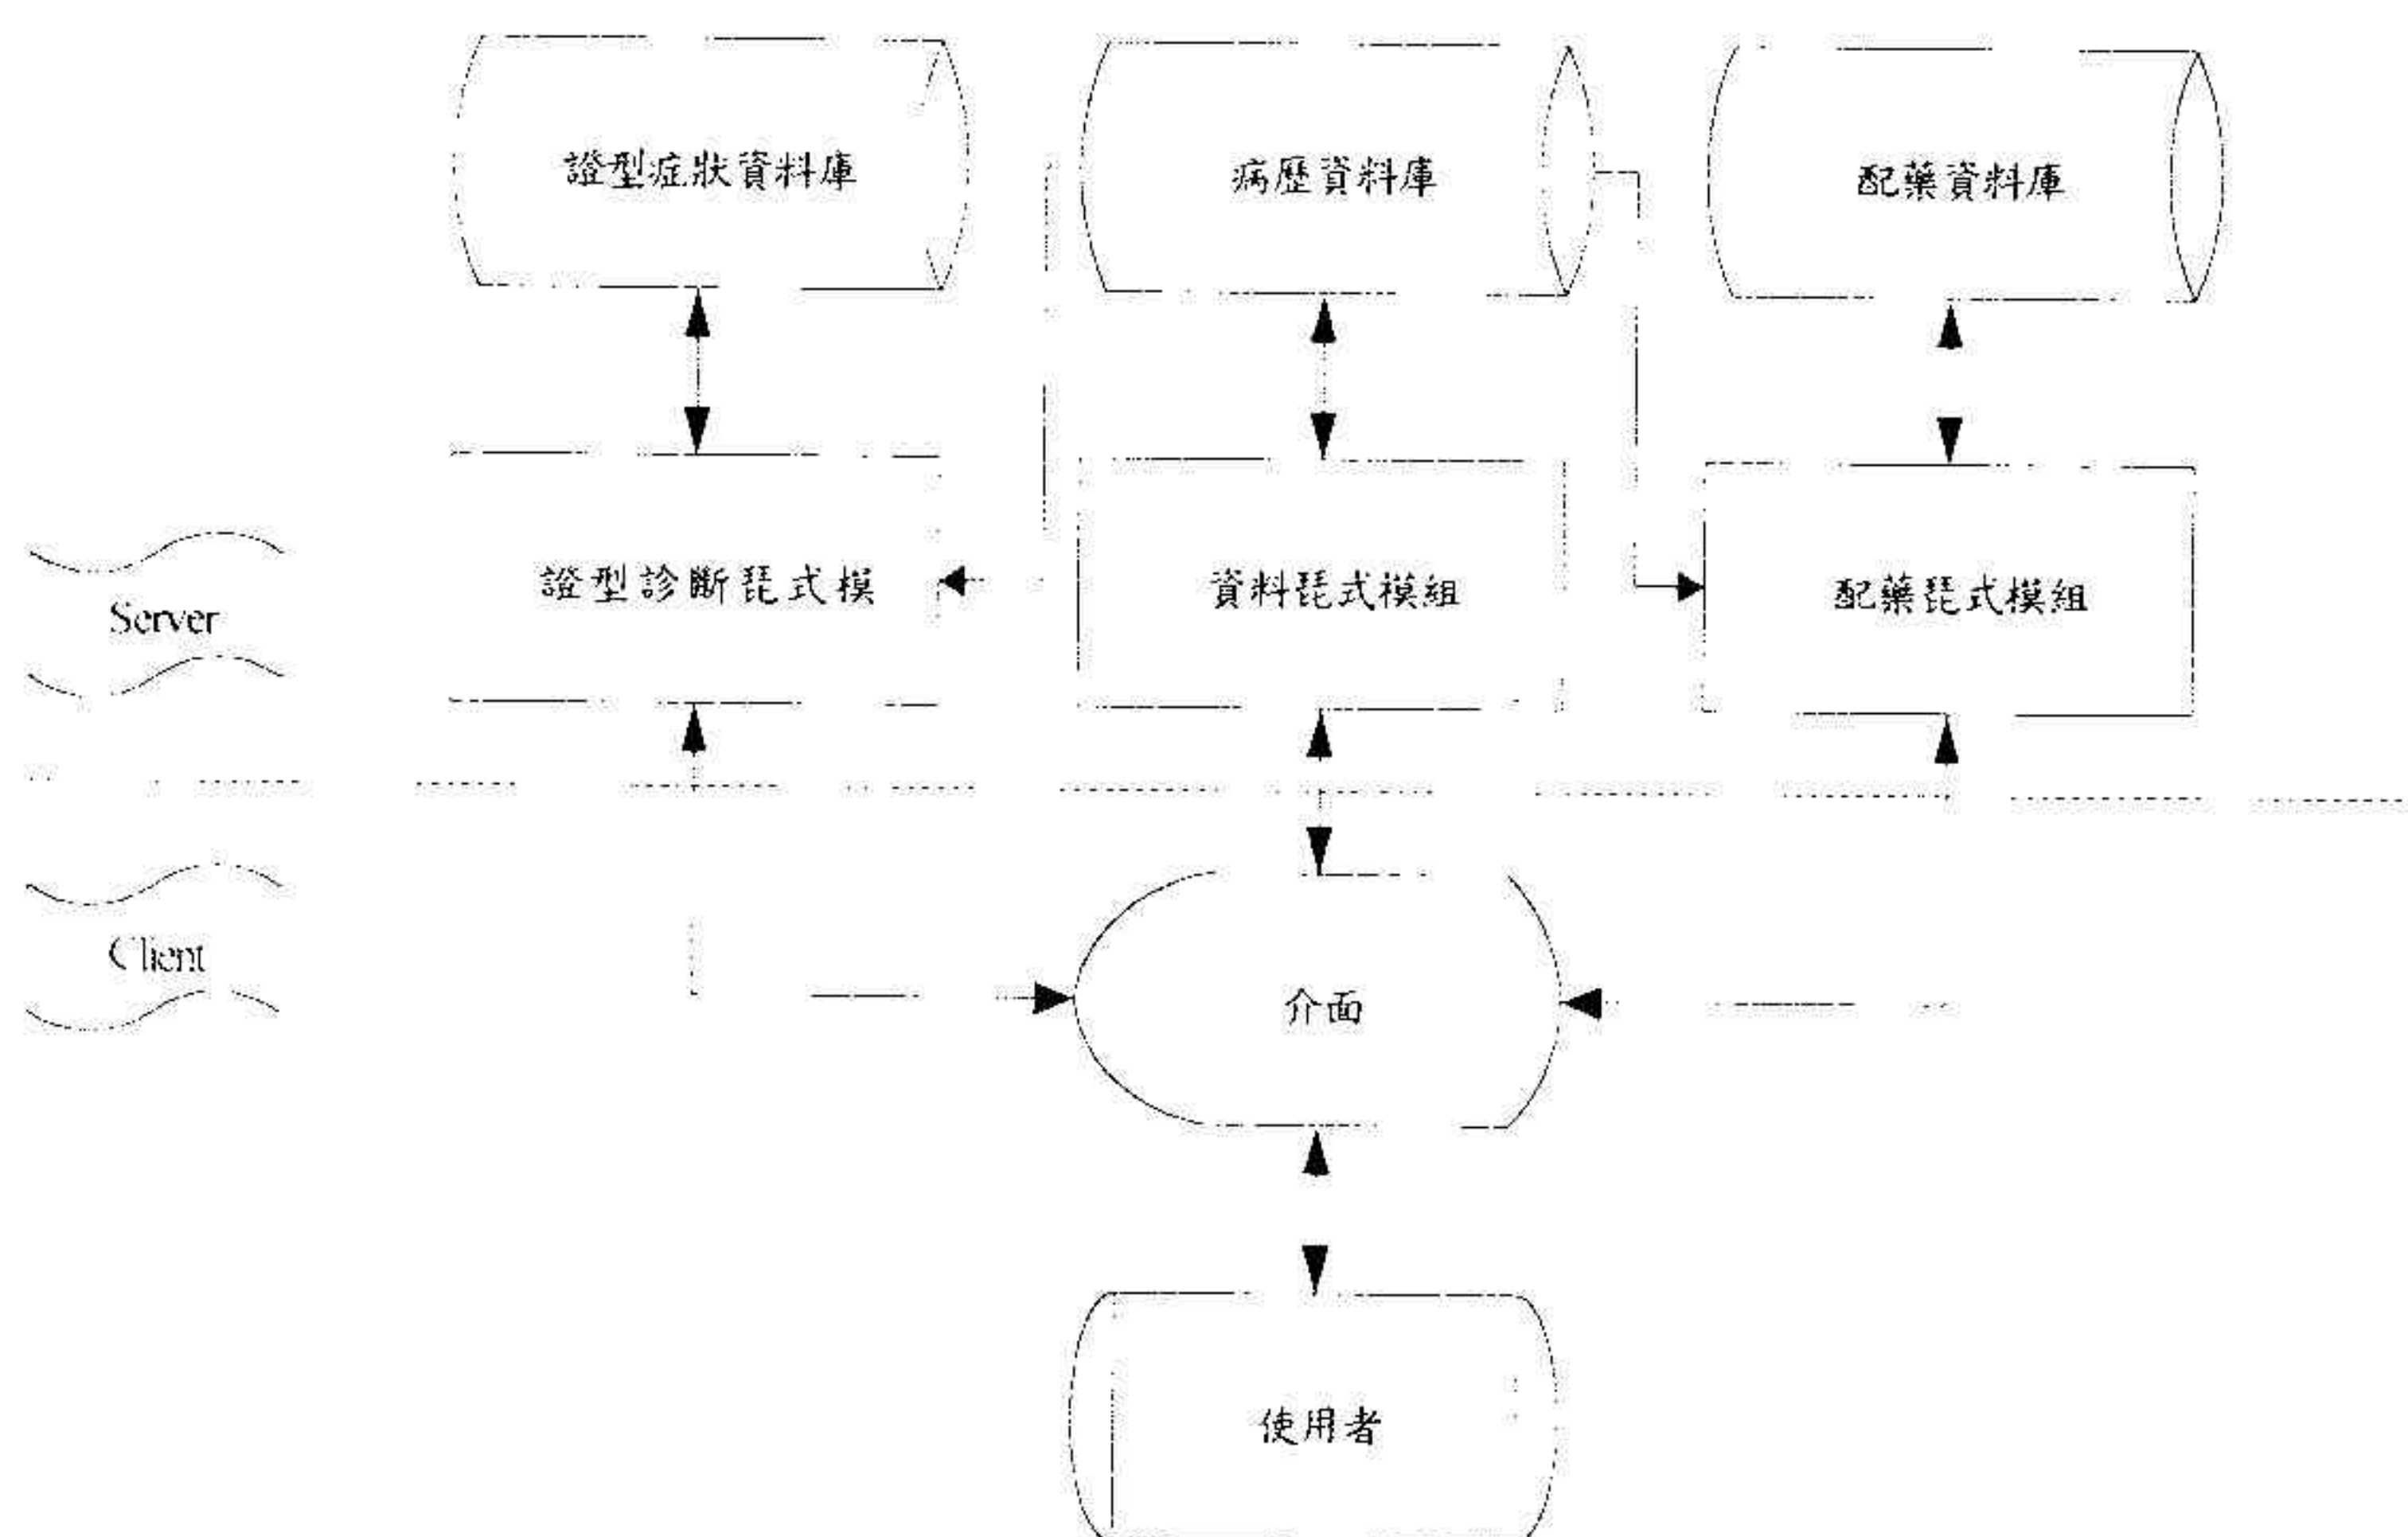 證型症狀資料庫
病歷資料庫
配藥資料庫
證型診斷琵式模
資料琵式模組
配藥琵式模組
Server
Client
介面
使用者